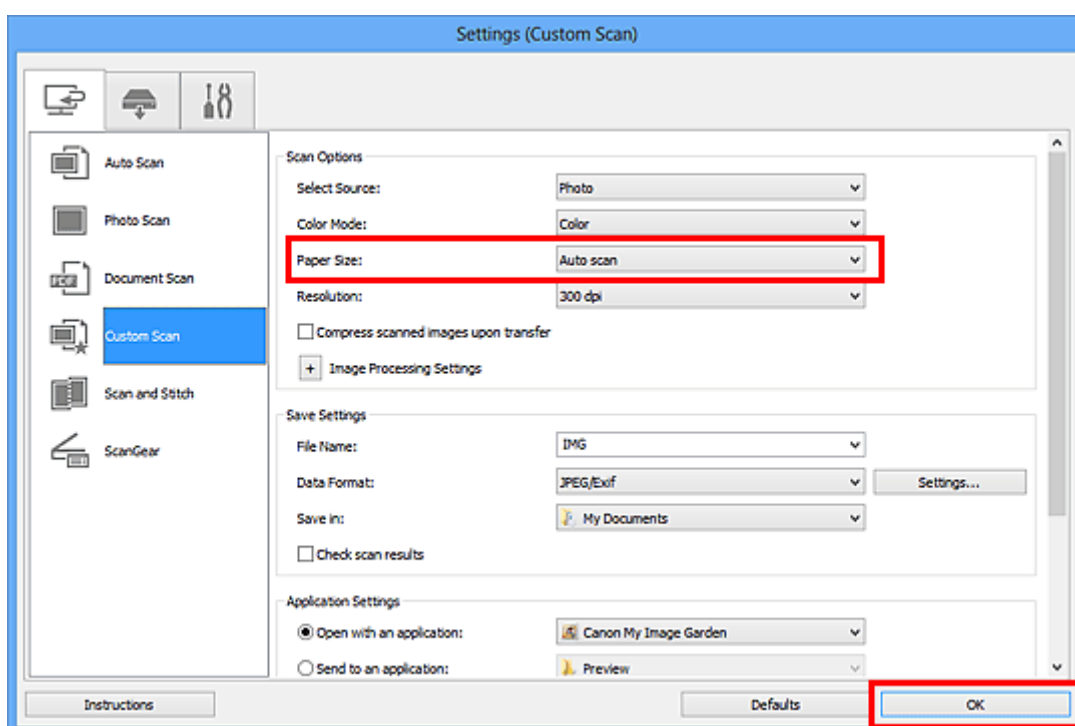 Settings (Custom Scan)
Auto Scan
Photo Scan
Document Scan
Custom Scan
Scan and Stitch
ScanGear
Scan Options
Select Source: Photo
Color Mode: Color
Paper Size: Auto scan
Resolution: 300 dpi
Compress scanned images upon transfer
+ Image Processing Settings
Save Settings
File Name: IMG
Data Format: JPEG/Exif Settings...
Save in: My Documents
Check scan results
Application Settings
Open with an application: Canon My Image Garden
Send to an application: Preview
Instructions Defaults OK